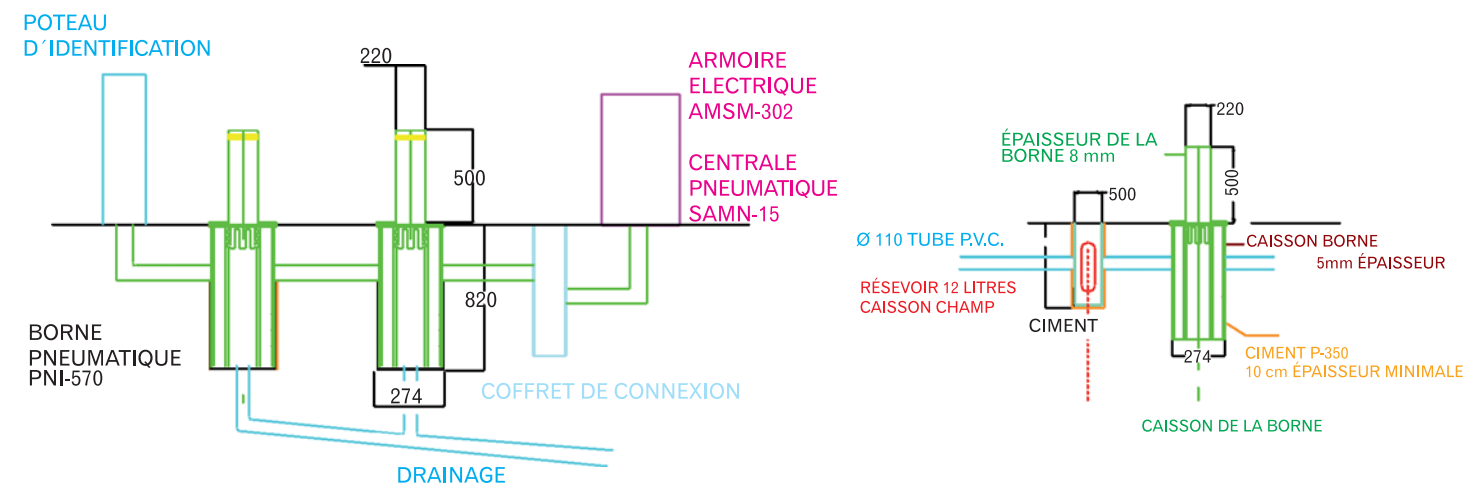 POTEAU
D´IDENTIFICATION
220
ARMOIRE
ELECTRIQUE
AMSM-302
500
CENTRALE
PNEUMATIQUE
SAMN-15
820
BORNE
PNEUMATIQUE
PNI-570
274
COFFRET DE CONNEXION
DRAINAGE
220
ÉPAISSEUR DE LA
BORNE 8 mm
500
500
Ø 110 TUBE P.V.C.
CAISSON BORNE
5mm ÉPAISSEUR
RÉSEVOIR 12 LITRES
CAISSON CHAMP
CIMENT
274
CIMENT P-350
10 cm ÉPAISSEUR MINIMALE
CAISSON DE LA BORNE